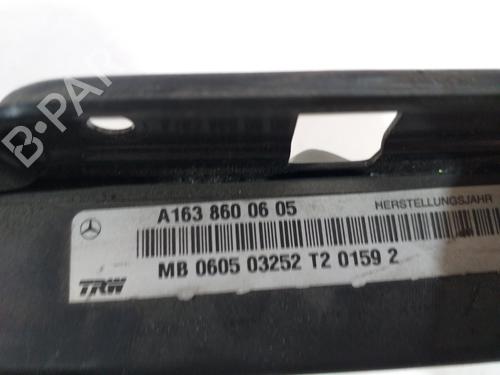 B-PAR
A163 860 06 05
HERSTELLUNGSJAHR
MB 0605 03252 T2 0159 2
TRW